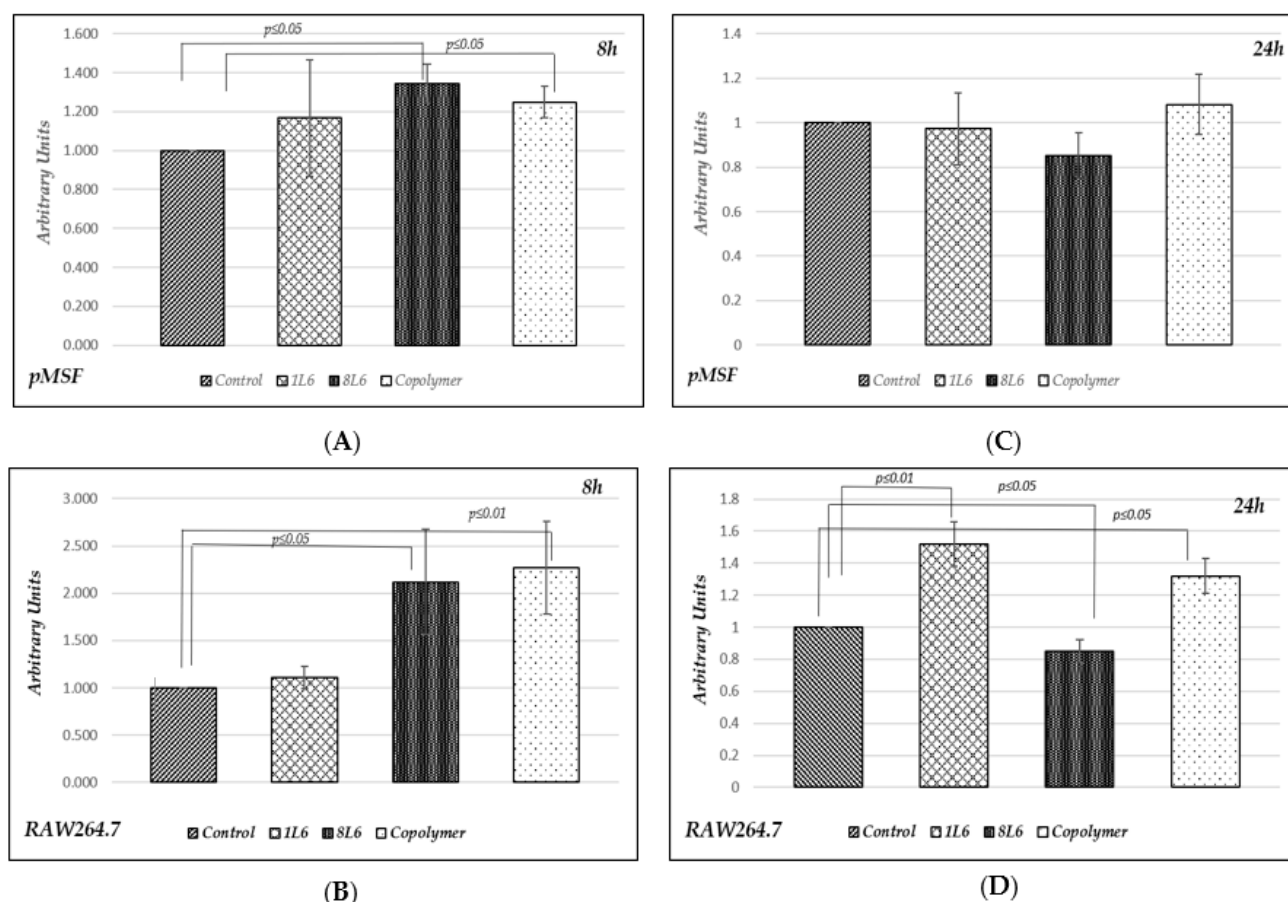 1.600
p≤0.05
8h
1.400
p≤0.05
1.200
1.000
0.800
0.600
0.400
0.200
0.000
Arbitrary Units
pMSF
Control 1L6 8L6 Copolymer
(A)
1.4
24h
1.2
1
0.8
0.6
0.4
0.2
0
Arbitrary Units
pMSF
Control 1L6 8L6 Copolymer
(C)
3.000
8h
p≤0.01
2.500
p≤0.05
2.000
1.500
1.000
0.500
0.000
Arbitrary Units
RAW264.7
Control 1L6 8L6 Copolymer
(B)
p≤0.01
1.8
p≤0.05
24h
1.6
p≤0.05
1.4
1.2
1
0.8
0.6
0.4
0.2
0
Arbitrary Units
RAW264.7
Control 1L6 8L6 Copolymer
(D)